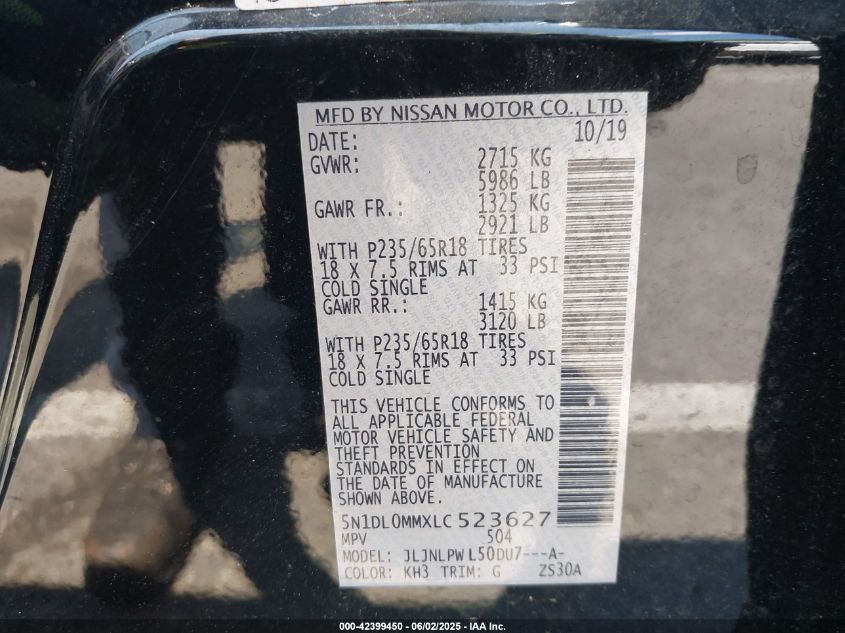 MFD BY NISSAN MOTOR CO., LTD.
DATE: 10/19
GVWR: 2715 KG
5986 LB
GAWR FR.: 1325 KG
2921 LB
WITH P235/65R18 TIRES
18 X 7.5 RIMS AT 33 PSI
COLD SINGLE
GAWR RR.: 1415 KG
3120 LB
WITH P235/65R18 TIRES
18 X 7.5 RIMS AT 33 PSI
COLD SINGLE
THIS VEHICLE CONFORMS TO
ALL APPLICABLE FEDERAL
MOTOR VEHICLE SAFETY AND
THEFT PREVENTION
STANDARDS IN EFFECT ON
THE DATE OF MANUFACTURE
SHOWN ABOVE.
5N1DL0MMXLC 523627
MPV 504
MODEL: JLJNLPW L50DU7---A-
COLOR: KH3 TRIM: G ZS30A
000-42399450 - 06/02/2025 - IAA Inc.